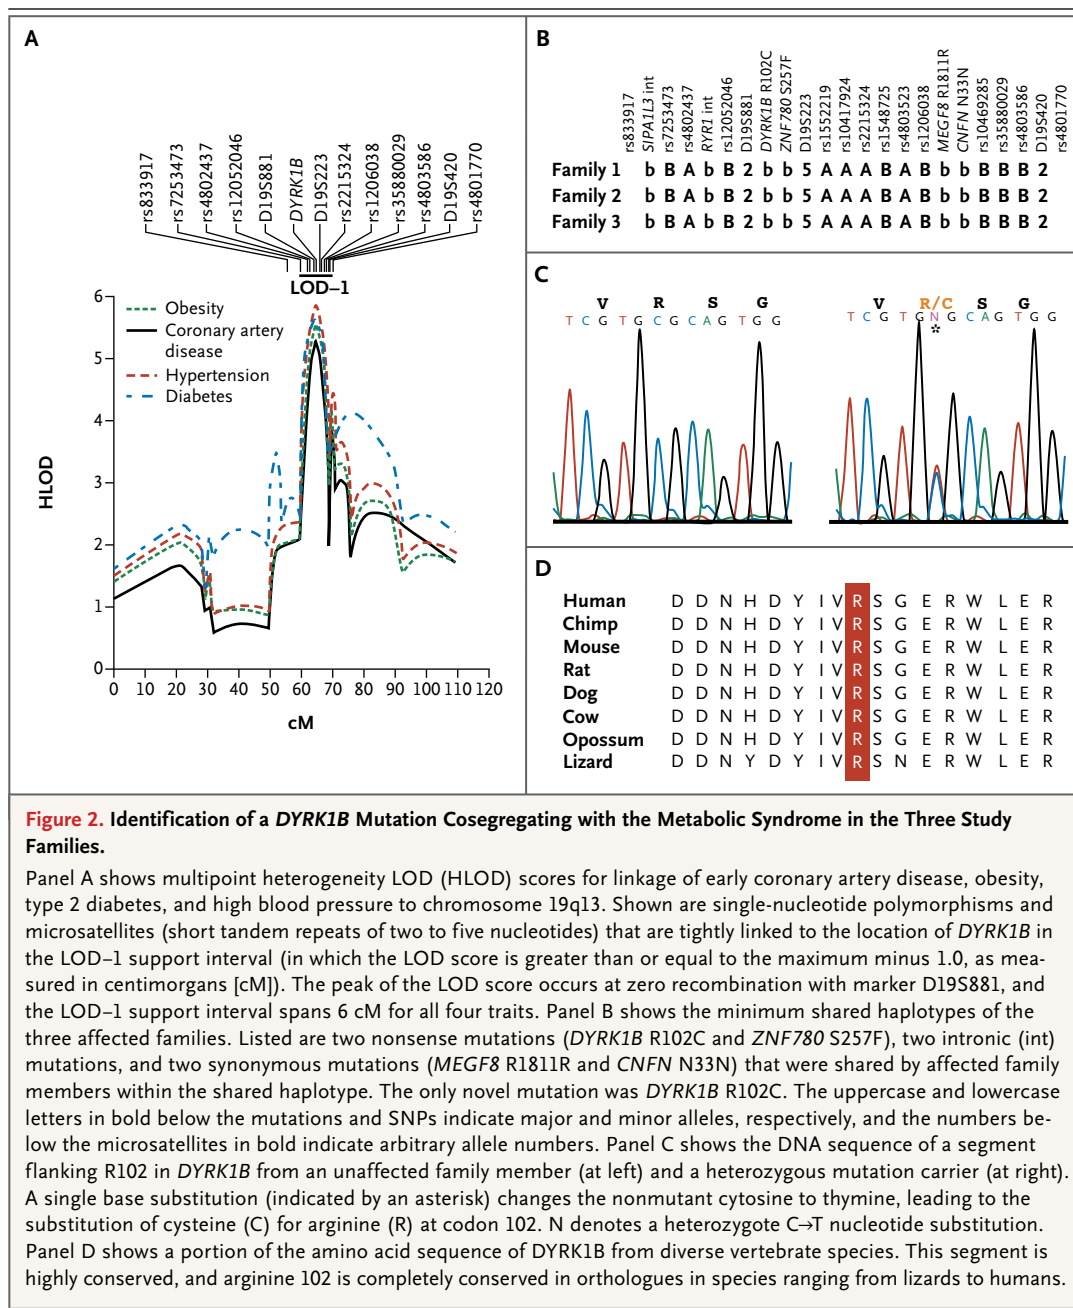 A
rs833917
rs7253473
rs4802437
rs12052046
D19S881
DYRK1B
D19S223
rs2215324
rs1206038
rs35880029
rs4803586
D19S420
rs4801770
LOD–1
Obesity
Coronary artery
disease
Hypertension
Diabetes
HLOD
6
5
4
3
2
1
0
0 10 20 30 40 50 60 70 80 90 100 110 120
cM
B
rs833917
SIPA1L3 int
rs7253473
rs4802437
RYR1 int
rs12052046
D19S881
DYRK1B R102C
ZNF780 S257F
D19S223
rs1552219
rs10417924
rs2215324
rs1548725
rs4803523
rs1206038
MEGF8 R1811R
CNFN N33N
rs10469285
rs35880029
rs4803586
D19S420
rs4801770
Family 1 b B A b B 2 b b 5 A A A B A B b b B B B 2
Family 2 b B A b B 2 b b 5 A A A B A B b b B B B 2
Family 3 b B A b B 2 b b 5 A A A B A B b b B B B 2
C
V R S G
T C G T G C G C A G T G G
V R/C S G
T C G T G N G C A G T G G
*
D
Human D D N H D Y I V R S G E R W L E R
Chimp D D N H D Y I V R S G E R W L E R
Mouse D D N H D Y I V R S G E R W L E R
Rat D D N H D Y I V R S G E R W L E R
Dog D D N H D Y I V R S G E R W L E R
Cow D D N H D Y I V R S G E R W L E R
Opossum D D N H D Y I V R S G E R W L E R
Lizard D D N Y D Y I V R S N E R W L E R
Figure 2. Identification of a DYRK1B Mutation Cosegregating with the Metabolic Syndrome in the Three Study
Families.
Panel A shows multipoint heterogeneity LOD (HLOD) scores for linkage of early coronary artery disease, obesity,
type 2 diabetes, and high blood pressure to chromosome 19q13. Shown are single-nucleotide polymorphisms and
microsatellites (short tandem repeats of two to five nucleotides) that are tightly linked to the location of DYRK1B in
the LOD–1 support interval (in which the LOD score is greater than or equal to the maximum minus 1.0, as mea-
sured in centimorgans [cM]). The peak of the LOD score occurs at zero recombination with marker D19S881, and
the LOD–1 support interval spans 6 cM for all four traits. Panel B shows the minimum shared haplotypes of the
three affected families. Listed are two nonsense mutations (DYRK1B R102C and ZNF780 S257F), two intronic (int)
mutations, and two synonymous mutations (MEGF8 R1811R and CNFN N33N) that were shared by affected family
members within the shared haplotype. The only novel mutation was DYRK1B R102C. The uppercase and lowercase
letters in bold below the mutations and SNPs indicate major and minor alleles, respectively, and the numbers be-
low the microsatellites in bold indicate arbitrary allele numbers. Panel C shows the DNA sequence of a segment
flanking R102 in DYRK1B from an unaffected family member (at left) and a heterozygous mutation carrier (at right).
A single base substitution (indicated by an asterisk) changes the nonmutant cytosine to thymine, leading to the
substitution of cysteine (C) for arginine (R) at codon 102. N denotes a heterozygote C→T nucleotide substitution.
Panel D shows a portion of the amino acid sequence of DYRK1B from diverse vertebrate species. This segment is
highly conserved, and arginine 102 is completely conserved in orthologues in species ranging from lizards to humans.